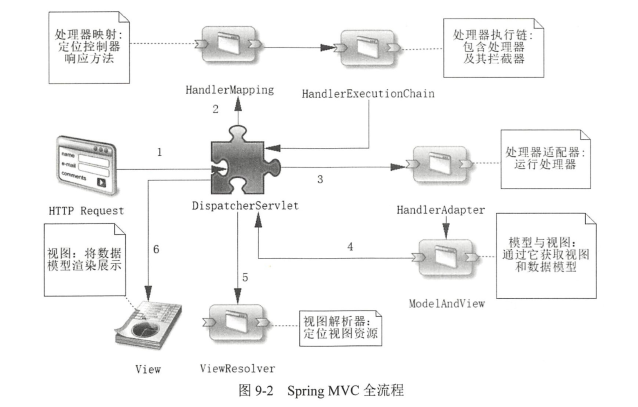 处理器映射：
定位控制器
响应方法
处理器执行链：
包含处理器
及其拦截器
HandlerMapping
HandlerExecutionChain
2
1
name
e-mail
comments
3
处理器适配器：
运行处理器
HTTP Request
DispatcherServlet
HandlerAdapter
视图：将数据
模型渲染展示
6
4
模型与视图：
通过它获取视图
和数据模型
5
ModelAndView
视图解析器：
定位视图资源
View
ViewResolver
图 9-2 Spring MVC 全流程